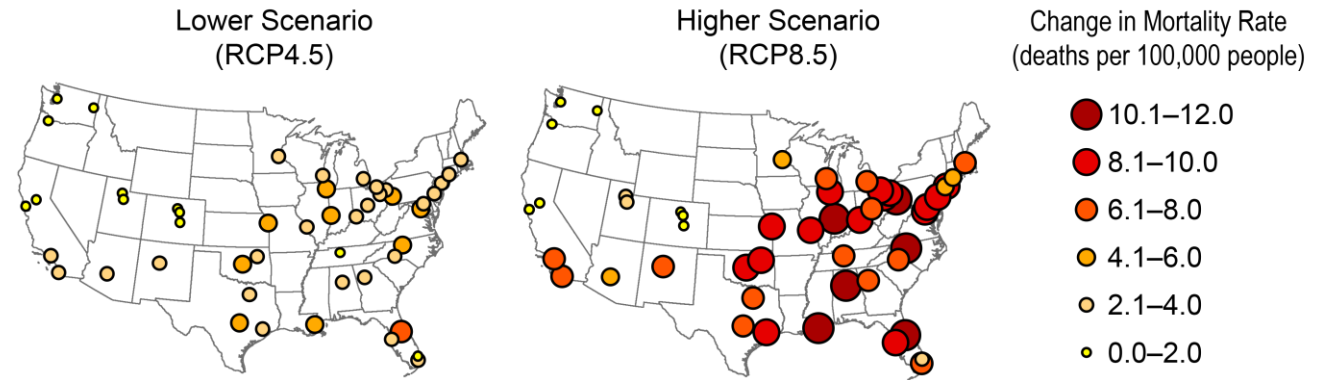 Lower Scenario
(RCP4.5)
Higher Scenario
(RCP8.5)
Change in Mortality Rate
(deaths per 100,000 people)
10.1–12.0
8.1–10.0
6.1–8.0
4.1–6.0
2.1–4.0
0.0–2.0